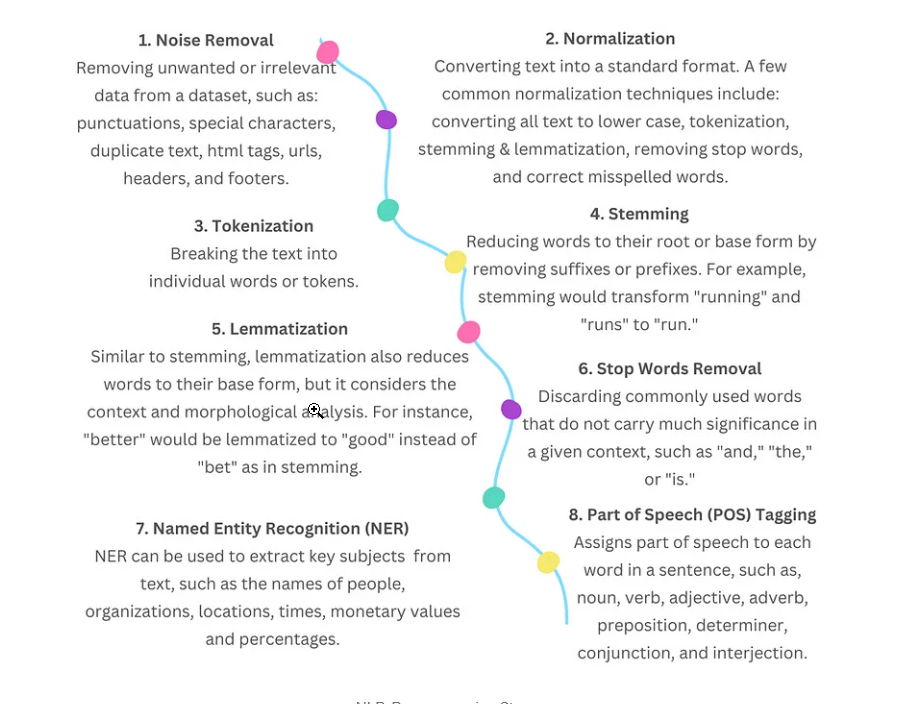 1. Noise Removal
Removing unwanted or irrelevant
data from a dataset, such as:
punctuations, special characters,
duplicate text, html tags, urls,
headers, and footers.
2. Normalization
Converting text into a standard format. A few
common normalization techniques include:
converting all text to lower case, tokenization,
stemming & lemmatization, removing stop words,
and correct misspelled words.
3. Tokenization
Breaking the text into
individual words or tokens.
4. Stemming
Reducing words to their root or base form by
removing suffixes or prefixes. For example,
stemming would transform "running" and
"runs" to "run."
5. Lemmatization
Similar to stemming, lemmatization also reduces
words to their base form, but it considers the
context and morphological analysis. For instance,
"better" would be lemmatized to "good" instead of
"bet" as in stemming.
6. Stop Words Removal
Discarding commonly used words
that do not carry much significance in
a given context, such as "and," "the,"
or "is."
7. Named Entity Recognition (NER)
NER can be used to extract key subjects from
text, such as the names of people,
organizations, locations, times, monetary values
and percentages.
8. Part of Speech (POS) Tagging
Assigns part of speech to each
word in a sentence, such as,
noun, verb, adjective, adverb,
preposition, determiner,
conjunction, and interjection.